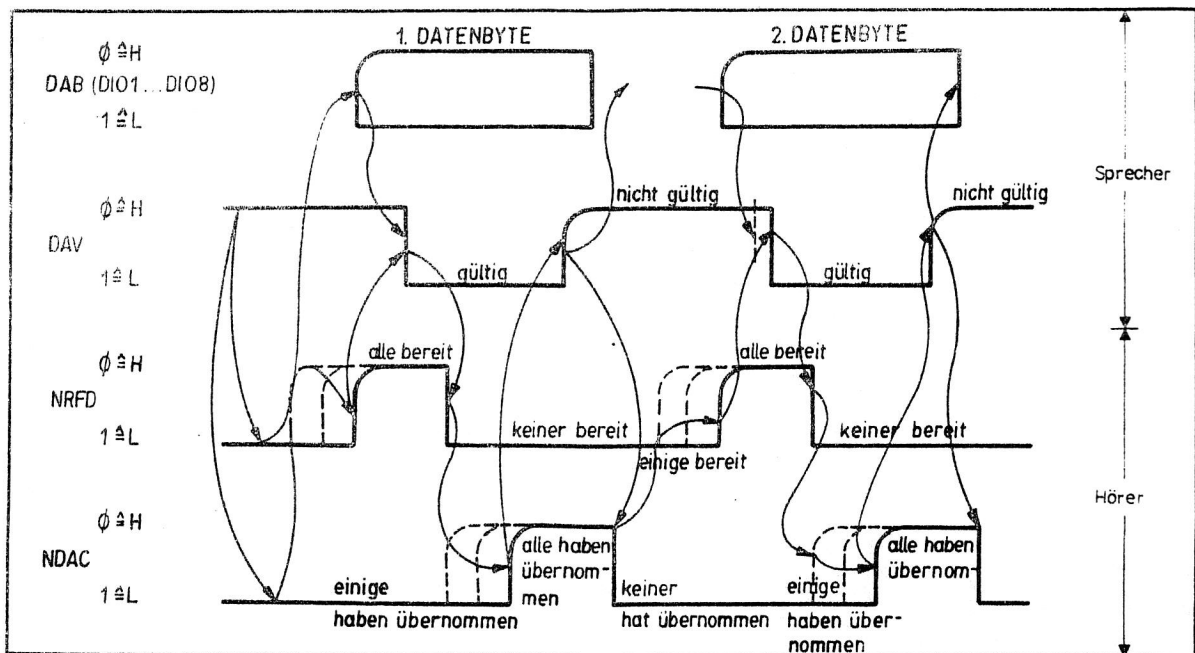 1. DATENBYTE
2. DATENBYTE
ϕ ≙ H
DAB (DIO1...DIO8)
1 ≙ L
Sprecher
nicht gültig
nicht gültig
ϕ ≙ H
DAV
1 ≙ L
gültig
gültig
ϕ ≙ H
alle bereit
alle bereit
NRFD
1 ≙ L
keiner bereit
keiner bereit
einige bereit
Hörer
ϕ ≙ H
NDAC
1 ≙ L
alle haben
übernom-
men
alle haben
übernomm-
einige
haben übernommen
keiner
hat übernommen
einige
haben über-
nommen